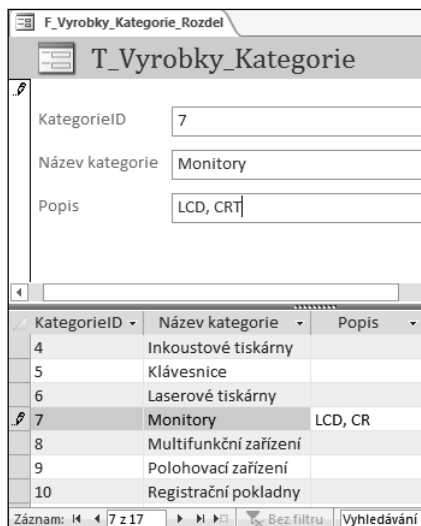 F_Vyrobky_Kategorie_Rozdel
T_Vyrobky_Kategorie
KategorieID 7
Název kategorie Monitory
Popis LCD, CRT
KategorieID Název kategorie Popis
4 Inkoustové tiskárny
5 Klávesnice
6 Laserové tiskárny
7 Monitory LCD, CR
8 Multifunkční zařízení
9 Polohovací zařízení
10 Registrační pokladny
Záznam: 7 z 17 Bez filtru Vyhledávání